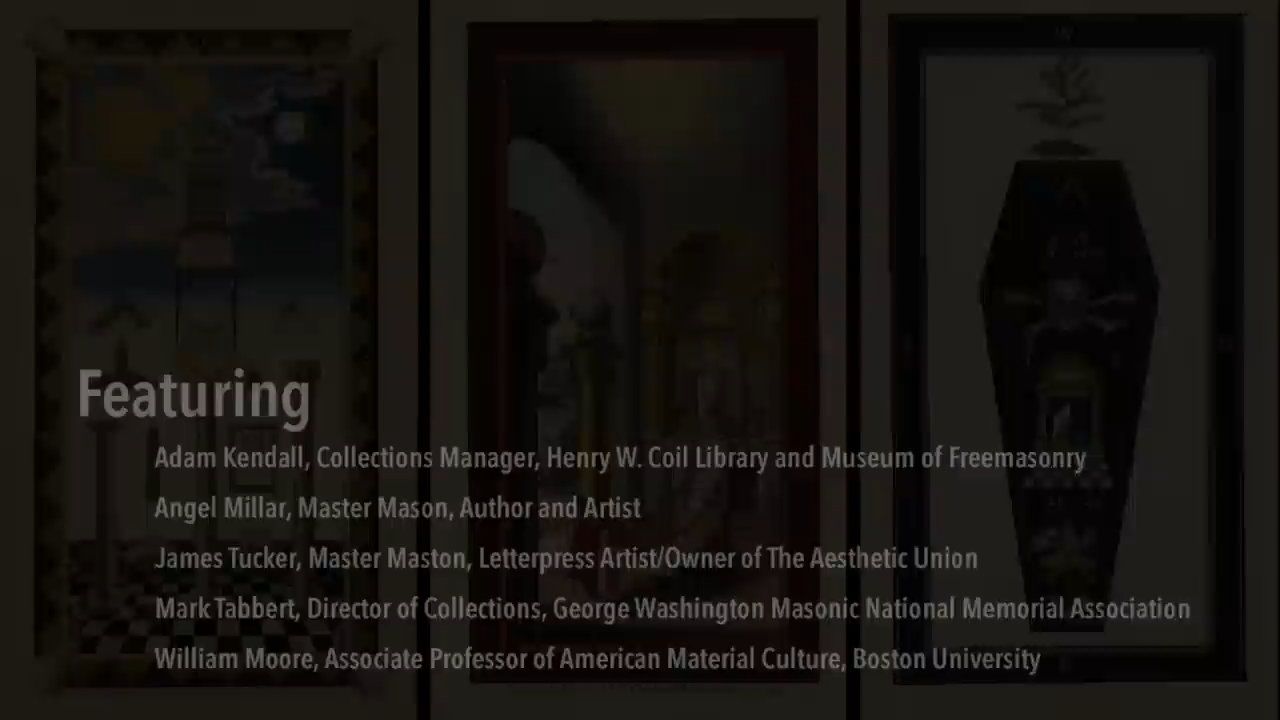 Featuring
Adam Kendall, Collections Manager, Henry W. Coil Library and Museum of Freemasonry
Angel Millar, Master Mason, Author and Artist
James Tucker, Master Maston, Letterpress Artist/Owner of The Aesthetic Union
Mark Tabbert, Director of Collections, George Washington Masonic National Memorial Association
William Moore, Associate Professor of American Material Culture, Boston University